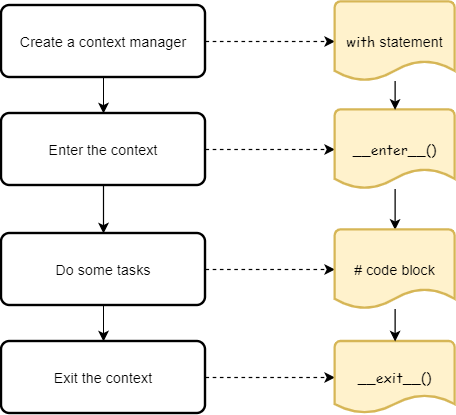 Create a context manager
with statement
Enter the context
__enter__()
Do some tasks
# code block
Exit the context
__exit__()